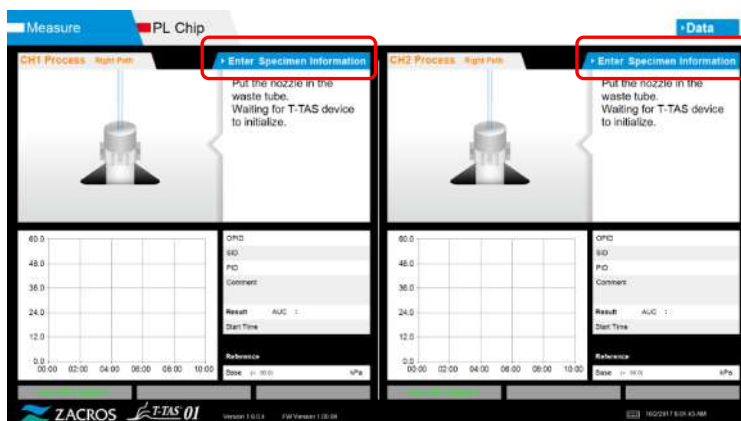 Measure
PL Chip
Data
CH1 Process Right Path
Enter Specimen Information
Put the nozzle in the
waste tube.
Waiting for T-TAS device
to initialize.
60.0
48.0
36.0
24.0
12.0
0.0
00:00 02:00 04:00 06:00 08:00 10:00
OPID
SID
PID
Comment
Result AUC :
Start Time
Reference
Base kPa
CH2 Process Right Path
Enter Specimen Information
Put the nozzle in the
waste tube.
Waiting for T-TAS device
to initialize.
60.0
48.0
36.0
24.0
12.0
0.0
00:00 02:00 04:00 06:00 08:00 10:00
OPID
SID
PID
Comment
Result AUC :
Start Time
Reference
Base kPa
ZACROS T-TAS 01